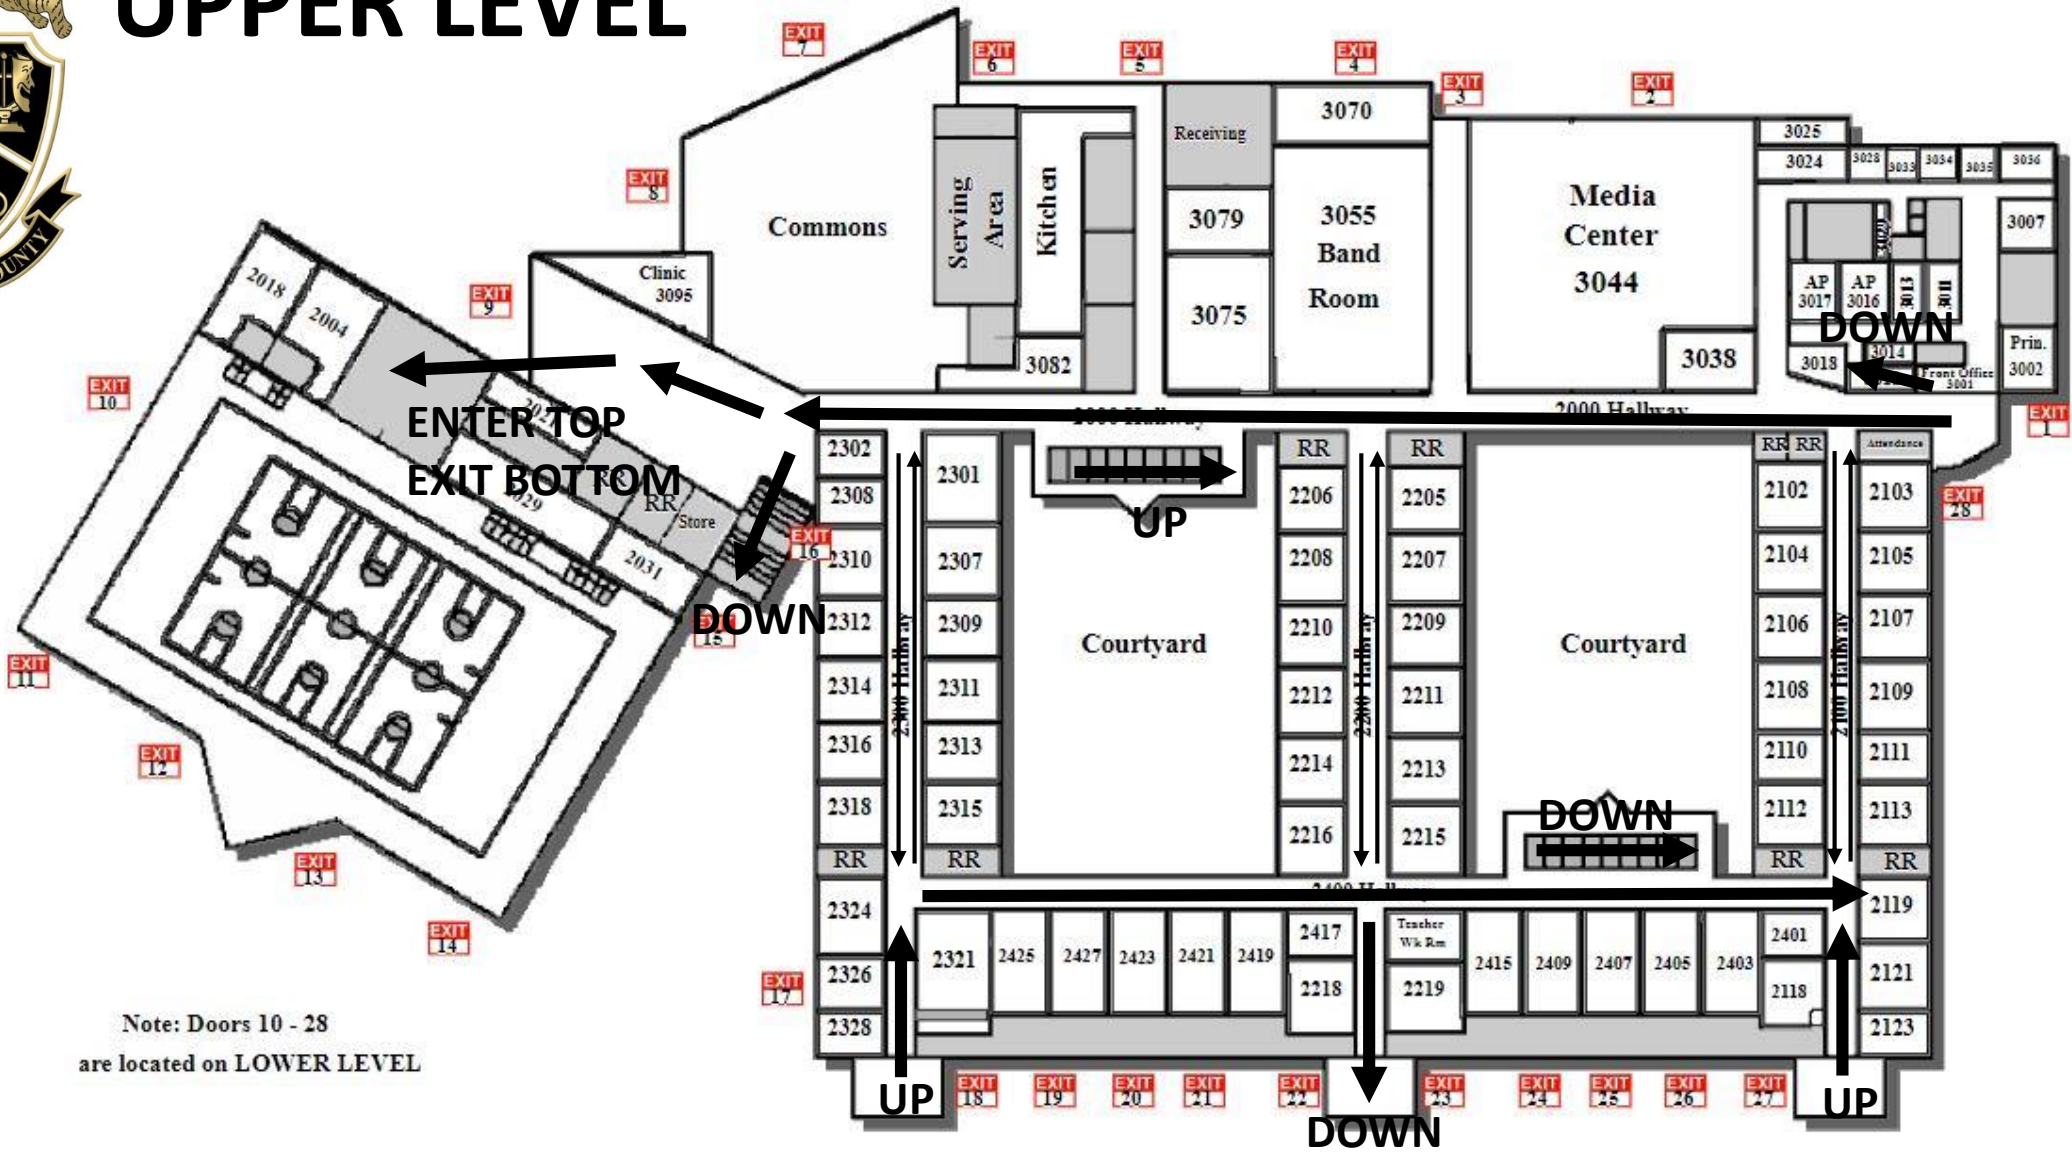 UPPER LEVEL
OUNTY
EXIT 7
EXIT 6
EXIT 5
EXIT 4
EXIT 3
EXIT 2
EXIT 8
EXIT 9
EXIT 10
EXIT 1
Commons
Serving Area
Kitchen
Receiving
3070
3079
3075
3055
Band
Room
Media
Center
3044
3038
3082
Clinic
3095
3025
3024
3028
3033
3034
3035
3036
3007
AP
3017
AP
3016
3013
3011
DOWN
3018
3014
Front Office
3001
Prin.
3002
2018
2004
ENTER TOP
EXIT BOTTOM
RR
RR
Store
2031
2000 Hallway
2000 Hallway
UP
DOWN
EXIT 16
EXIT 15
EXIT 11
EXIT 12
EXIT 13
EXIT 14
EXIT 17
EXIT 28
2302
2308
2310
2312
2314
2316
2318
RR
2324
2326
2328
2300 Hallway
2301
2307
2309
2311
2313
2315
RR
Courtyard
RR
2206
2208
2210
2212
2214
2216
2200 Hallway
RR
2205
2207
2209
2211
2213
2215
Courtyard
DOWN
RR
RR
2102
2104
2106
2108
2110
2112
RR
2100 Hallway
Attendance
2103
2105
2107
2109
2111
2113
RR
2119
2121
2123
2400 Hallway
2321
2425
2427
2423
2421
2419
2417
2218
Teacher
Wk Rm
2219
2415
2409
2407
2405
2403
2401
2118
Note: Doors 10 - 28
are located on LOWER LEVEL
UP
EXIT 18
EXIT 19
EXIT 20
EXIT 21
EXIT 22
DOWN
EXIT 23
EXIT 24
EXIT 25
EXIT 26
EXIT 27
UP